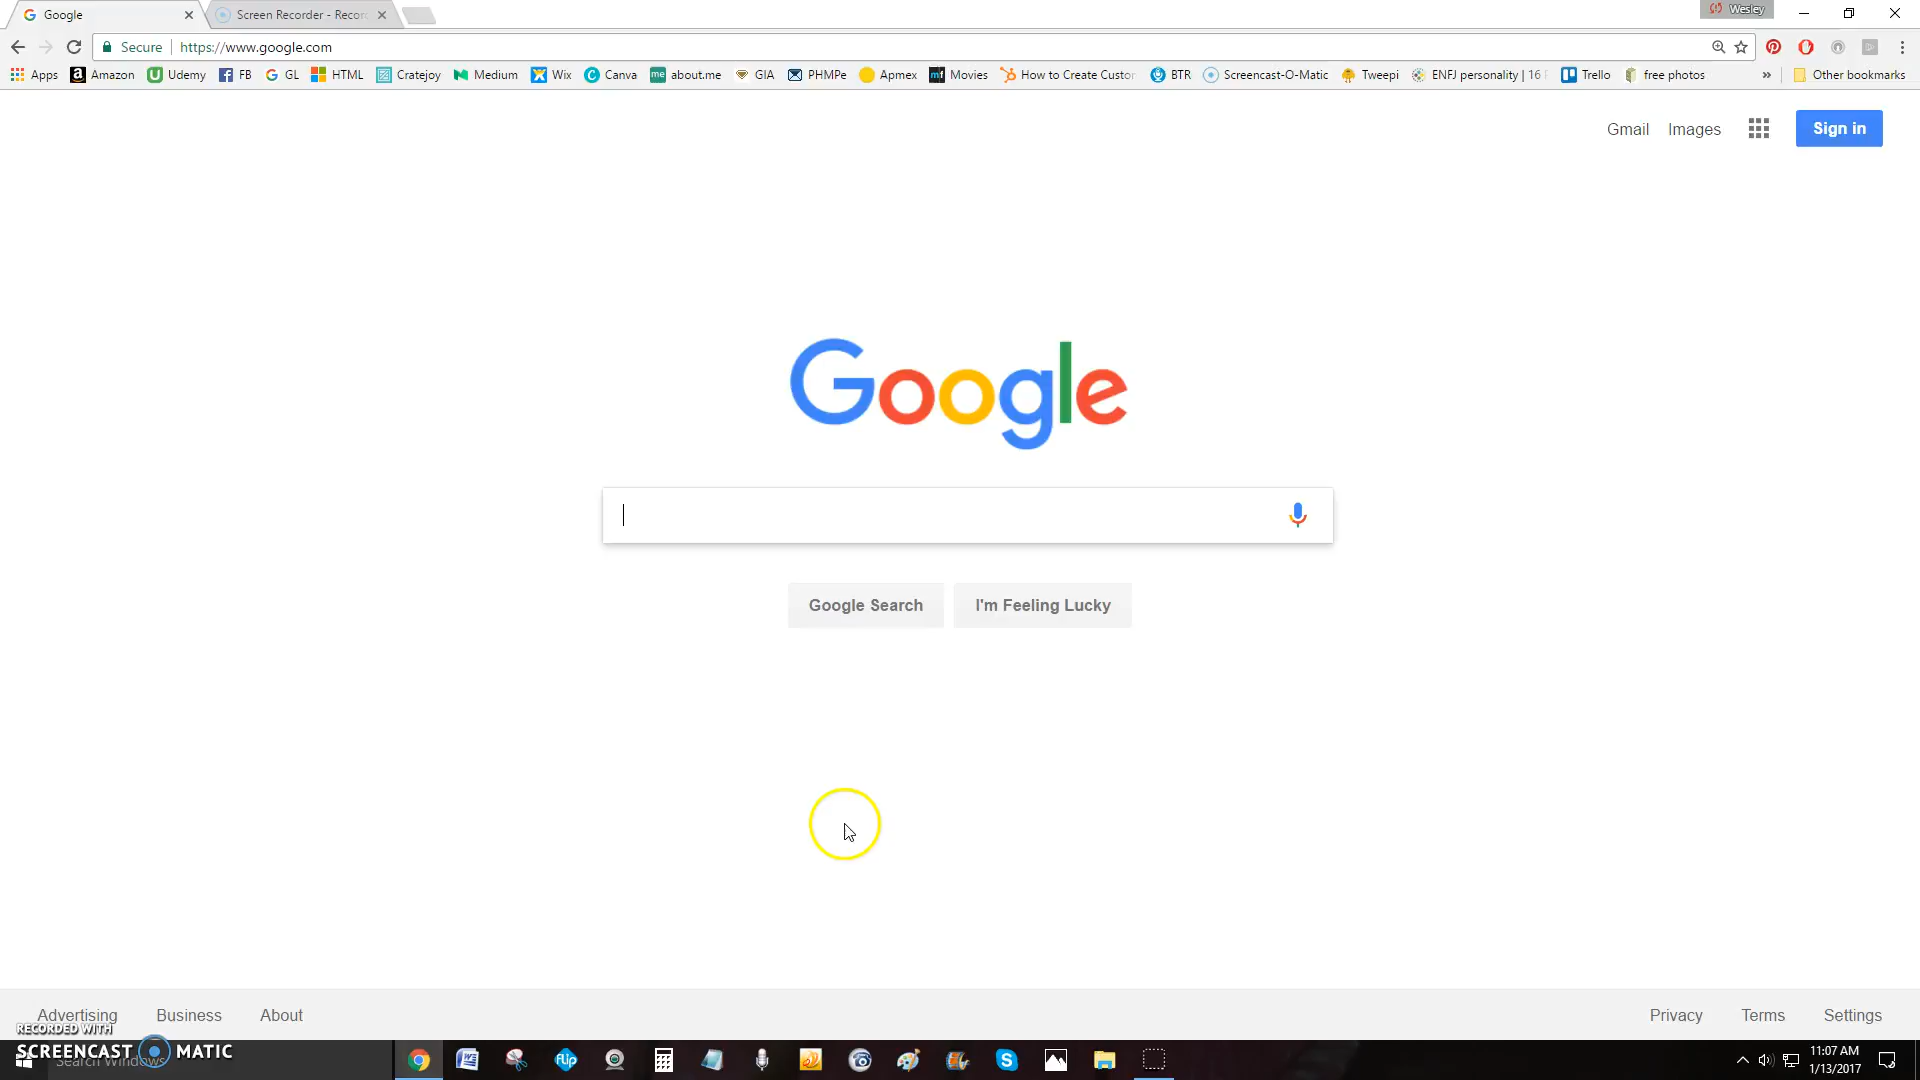 Google
Screen Recorder - Recor
Wesley
Secure
https://www.google.com
Apps
Amazon
Udemy
FB
GL
HTML
Cratejoy
Medium
Wix
Canva
about.me
GIA
PHMPe
Apmex
Movies
How to Create Custor
BTR
Screencast-O-Matic
Tweepi
ENFJ personality | 16
Trello
free photos
»
Other bookmarks
Gmail
Images
Sign in
Google
Google Search
I'm Feeling Lucky
Advertising
Business
About
Privacy
Terms
Settings
RECORDED WITH
SCREENCAST MATIC
Search Windows
11:07 AM
1/13/2017